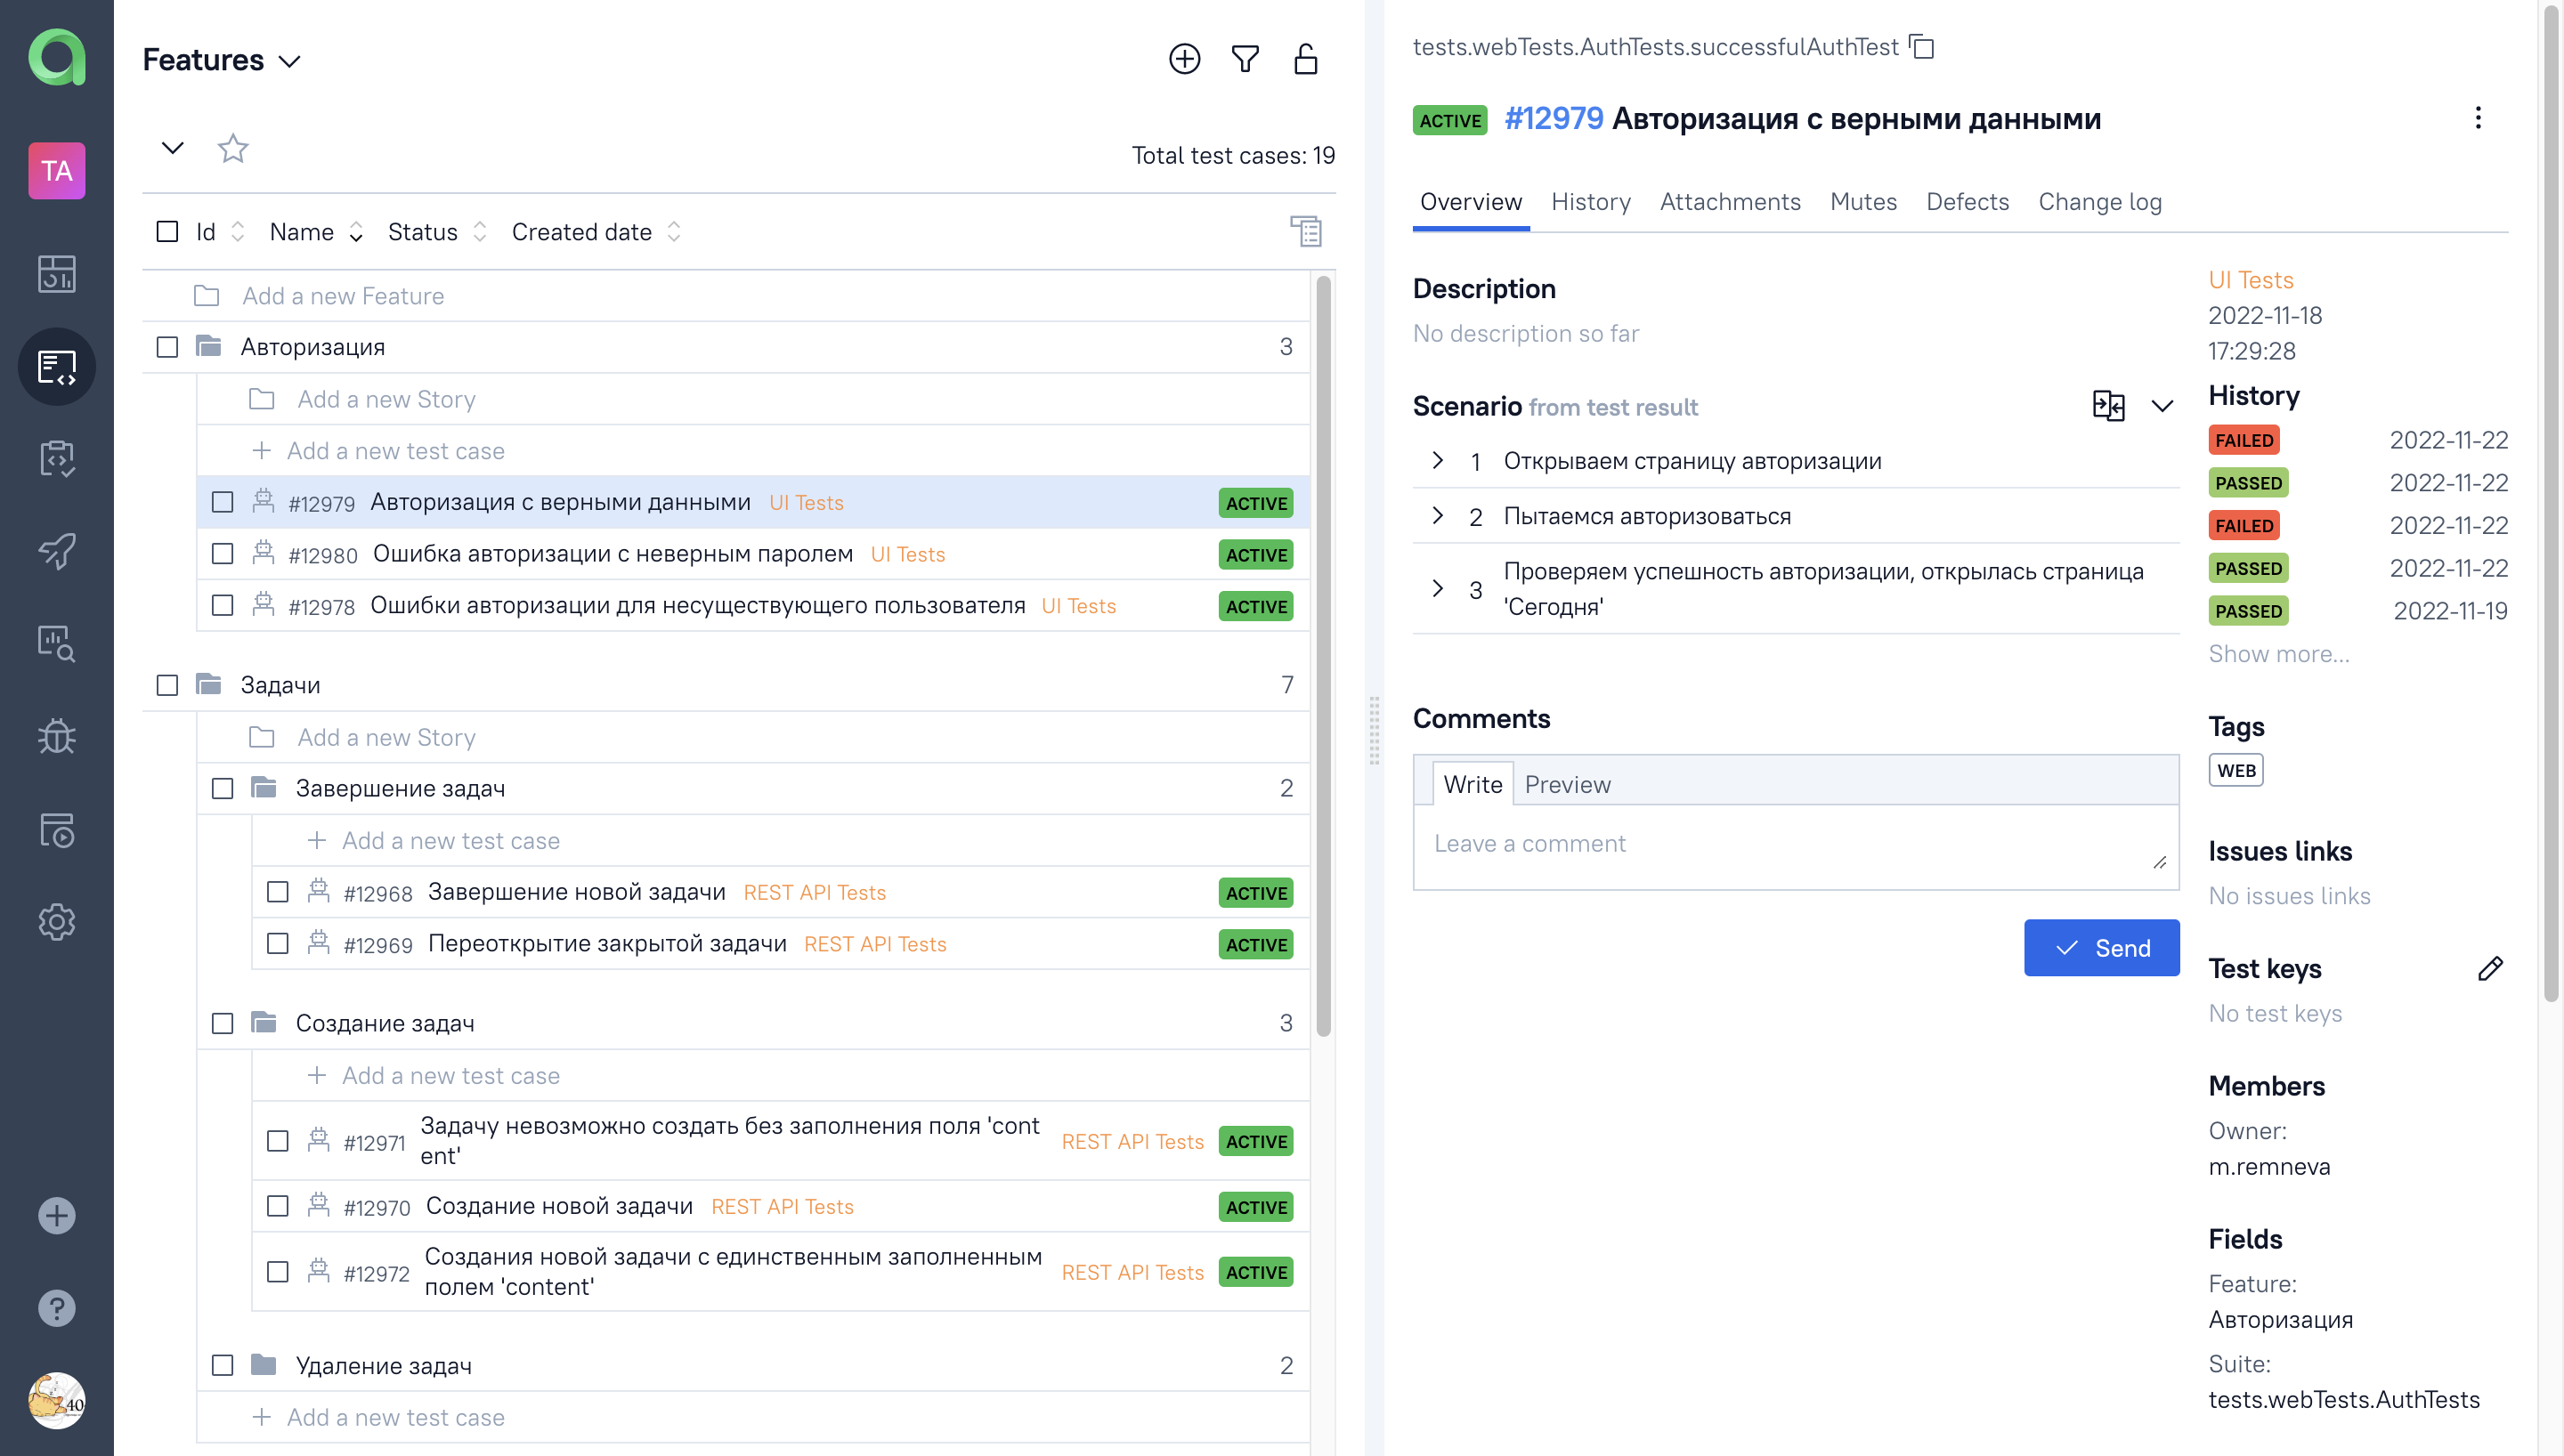 TA
40
Features
Total test cases: 19
Id Name Status Created date
Add a new Feature
Авторизация 3
Add a new Story
Add a new test case
#12979 Авторизация с верными данными UI Tests ACTIVE
#12980 Ошибка авторизации с неверным паролем UI Tests ACTIVE
#12978 Ошибки авторизации для несуществующего пользователя UI Tests ACTIVE
Задачи 7
Add a new Story
Завершение задач 2
Add a new test case
#12968 Завершение новой задачи REST API Tests ACTIVE
#12969 Переоткрытие закрытой задачи REST API Tests ACTIVE
Создание задач 3
Add a new test case
#12971 Задачу невозможно создать без заполнения поля 'cont
ent' REST API Tests ACTIVE
#12970 Создание новой задачи REST API Tests ACTIVE
#12972 Создания новой задачи с единственным заполненным
полем 'content' REST API Tests ACTIVE
Удаление задач 2
Add a new test case
tests.webTests.AuthTests.successfulAuthTest
ACTIVE #12979 Авторизация с верными данными
Overview History Attachments Mutes Defects Change log
Description
No description so far
Scenario from test result
1 Открываем страницу авторизации
2 Пытаемся авторизоваться
3 Проверяем успешность авторизации, открылась страница
'Сегодня'
Comments
Write Preview
Leave a comment
Send
UI Tests
2022-11-18
17:29:28
History
FAILED 2022-11-22
PASSED 2022-11-22
FAILED 2022-11-22
PASSED 2022-11-22
PASSED 2022-11-19
Show more...
Tags
WEB
Issues links
No issues links
Test keys
No test keys
Members
Owner:
m.remneva
Fields
Feature:
Авторизация
Suite:
tests.webTests.AuthTests